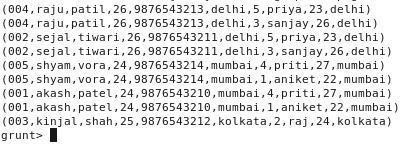 (004,raju,patil,26,9876543213,delhi,5,priya,23,delhi)
(004,raju,patil,26,9876543213,delhi,3,sanjay,26,delhi)
(002,sejal,tiwari,26,9876543211,delhi,5,priya,23,delhi)
(002,sejal,tiwari,26,9876543211,delhi,3,sanjay,26,delhi)
(005,shyam,vora,24,9876543214,mumbai,4,priti,27,mumbai)
(005,shyam,vora,24,9876543214,mumbai,1,aniket,22,mumbai)
(001,akash,patel,24,9876543210,mumbai,4,priti,27,mumbai)
(001,akash,patel,24,9876543210,mumbai,1,aniket,22,mumbai)
(003,kinjal,shah,25,9876543212,kolkata,2,raj,24,kolkata)
grunt>